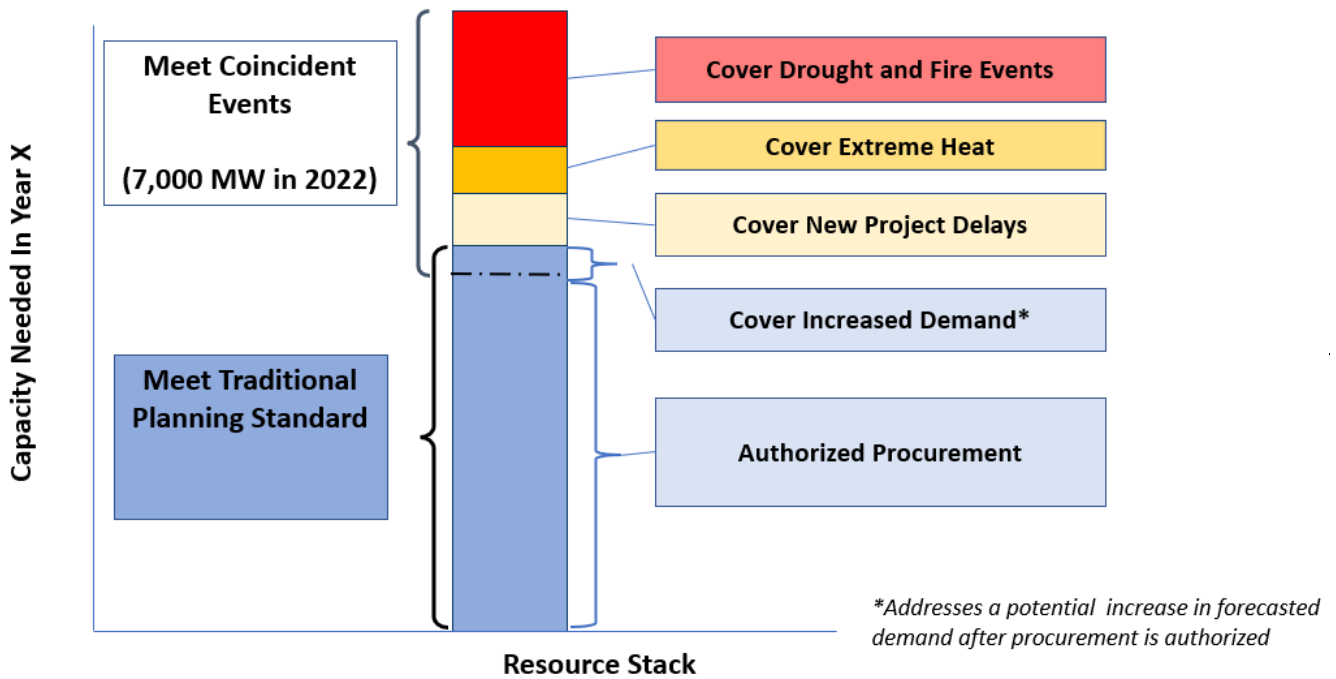 Capacity Needed In Year X
Meet Coincident
Events
(7,000 MW in 2022)
Meet Traditional
Planning Standard
Cover Drought and Fire Events
Cover Extreme Heat
Cover New Project Delays
Cover Increased Demand*
Authorized Procurement
*Addresses a potential increase in forecasted
demand after procurement is authorized
Resource Stack